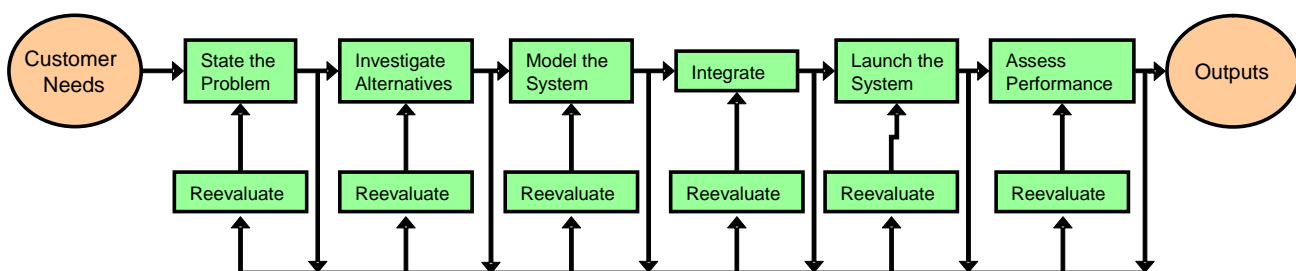 Customer
Needs
State the
Problem
Investigate
Alternatives
Model the
System
Integrate
Launch the
System
Assess
Performance
Outputs
Reevaluate
Reevaluate
Reevaluate
Reevaluate
Reevaluate
Reevaluate